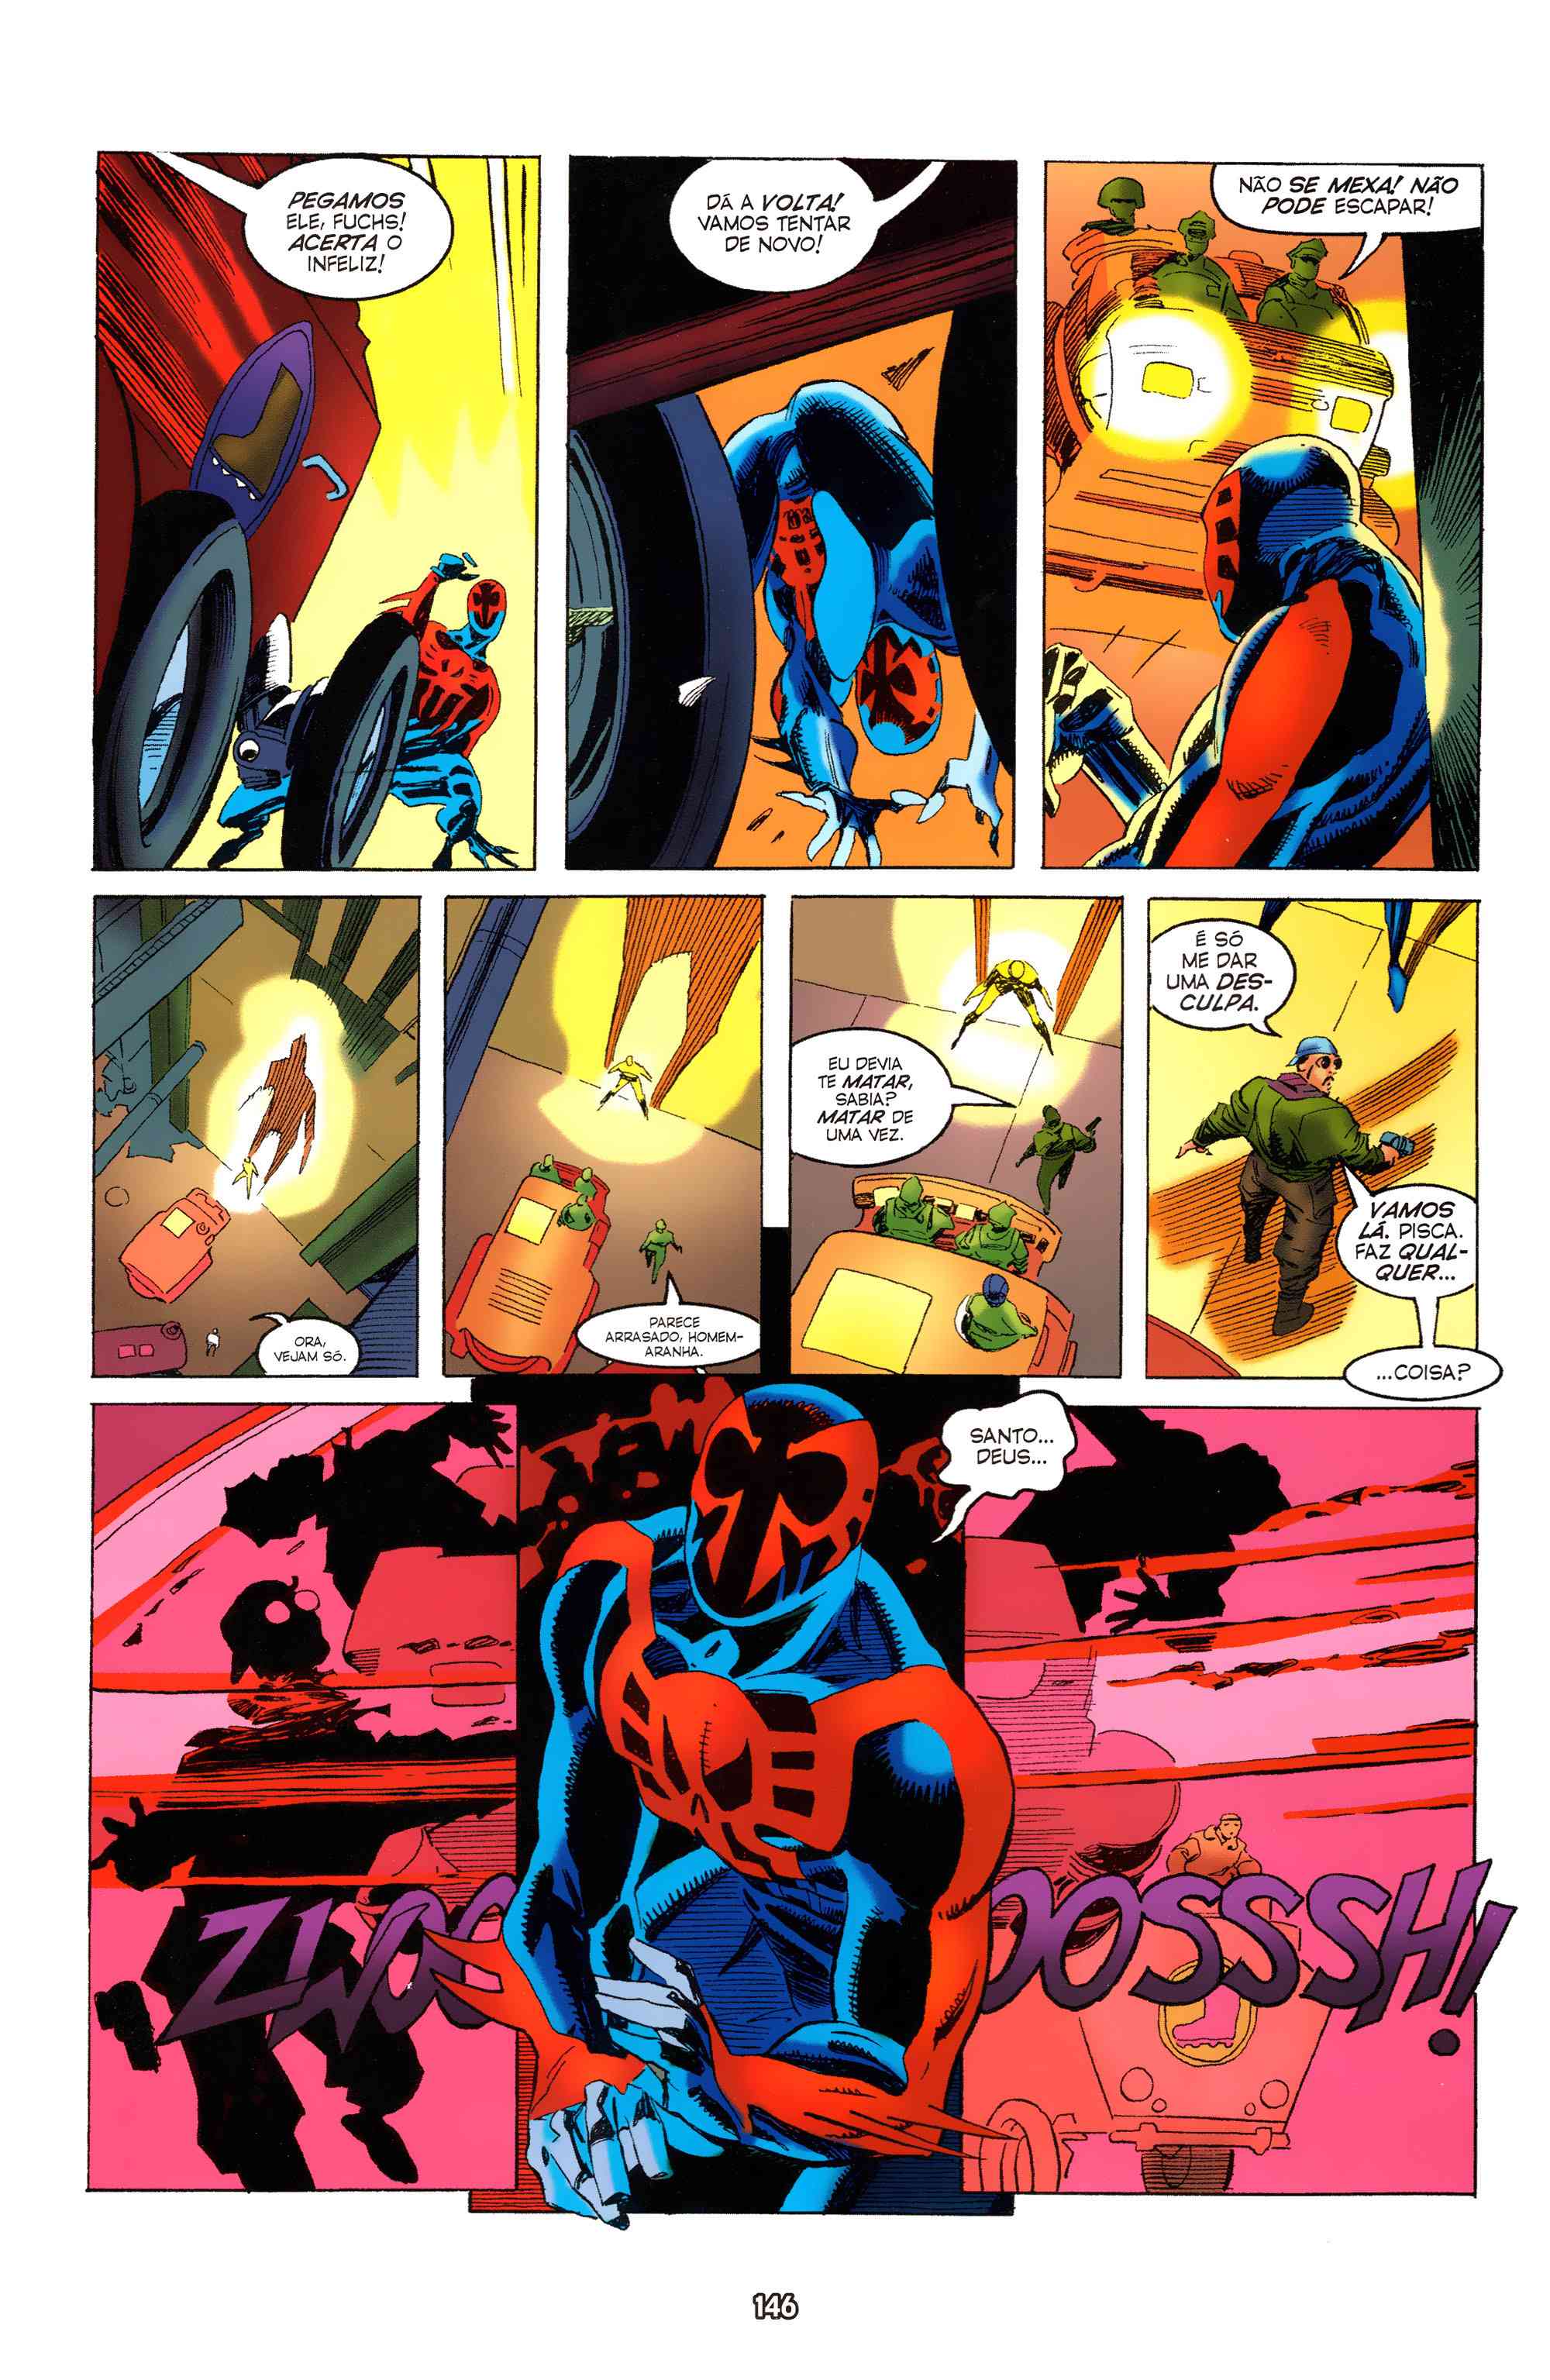 PEGAMOS
ELE, FUCHS!
ACERTA O
INFELIZ!
DÁ A VOLTA!
VAMOS TENTAR
DE NOVO!
NÃO SE MEXA! NÃO
PODE ESCAPAR!
ORA,
VEJAM SÓ.
PARECE
ARRASADO, HOMEM-
ARANHA.
EU DEVIA
TE MATAR,
SABIA?
MATAR DE
UMA VEZ.
É SÓ
ME DAR
UMA DES-
CULPA.
VAMOS
LÁ. PISCA.
FAZ QUAL-
QUER...
...COISA?
SANTO...
DEUS...
ZWOOOOSSSH!
146